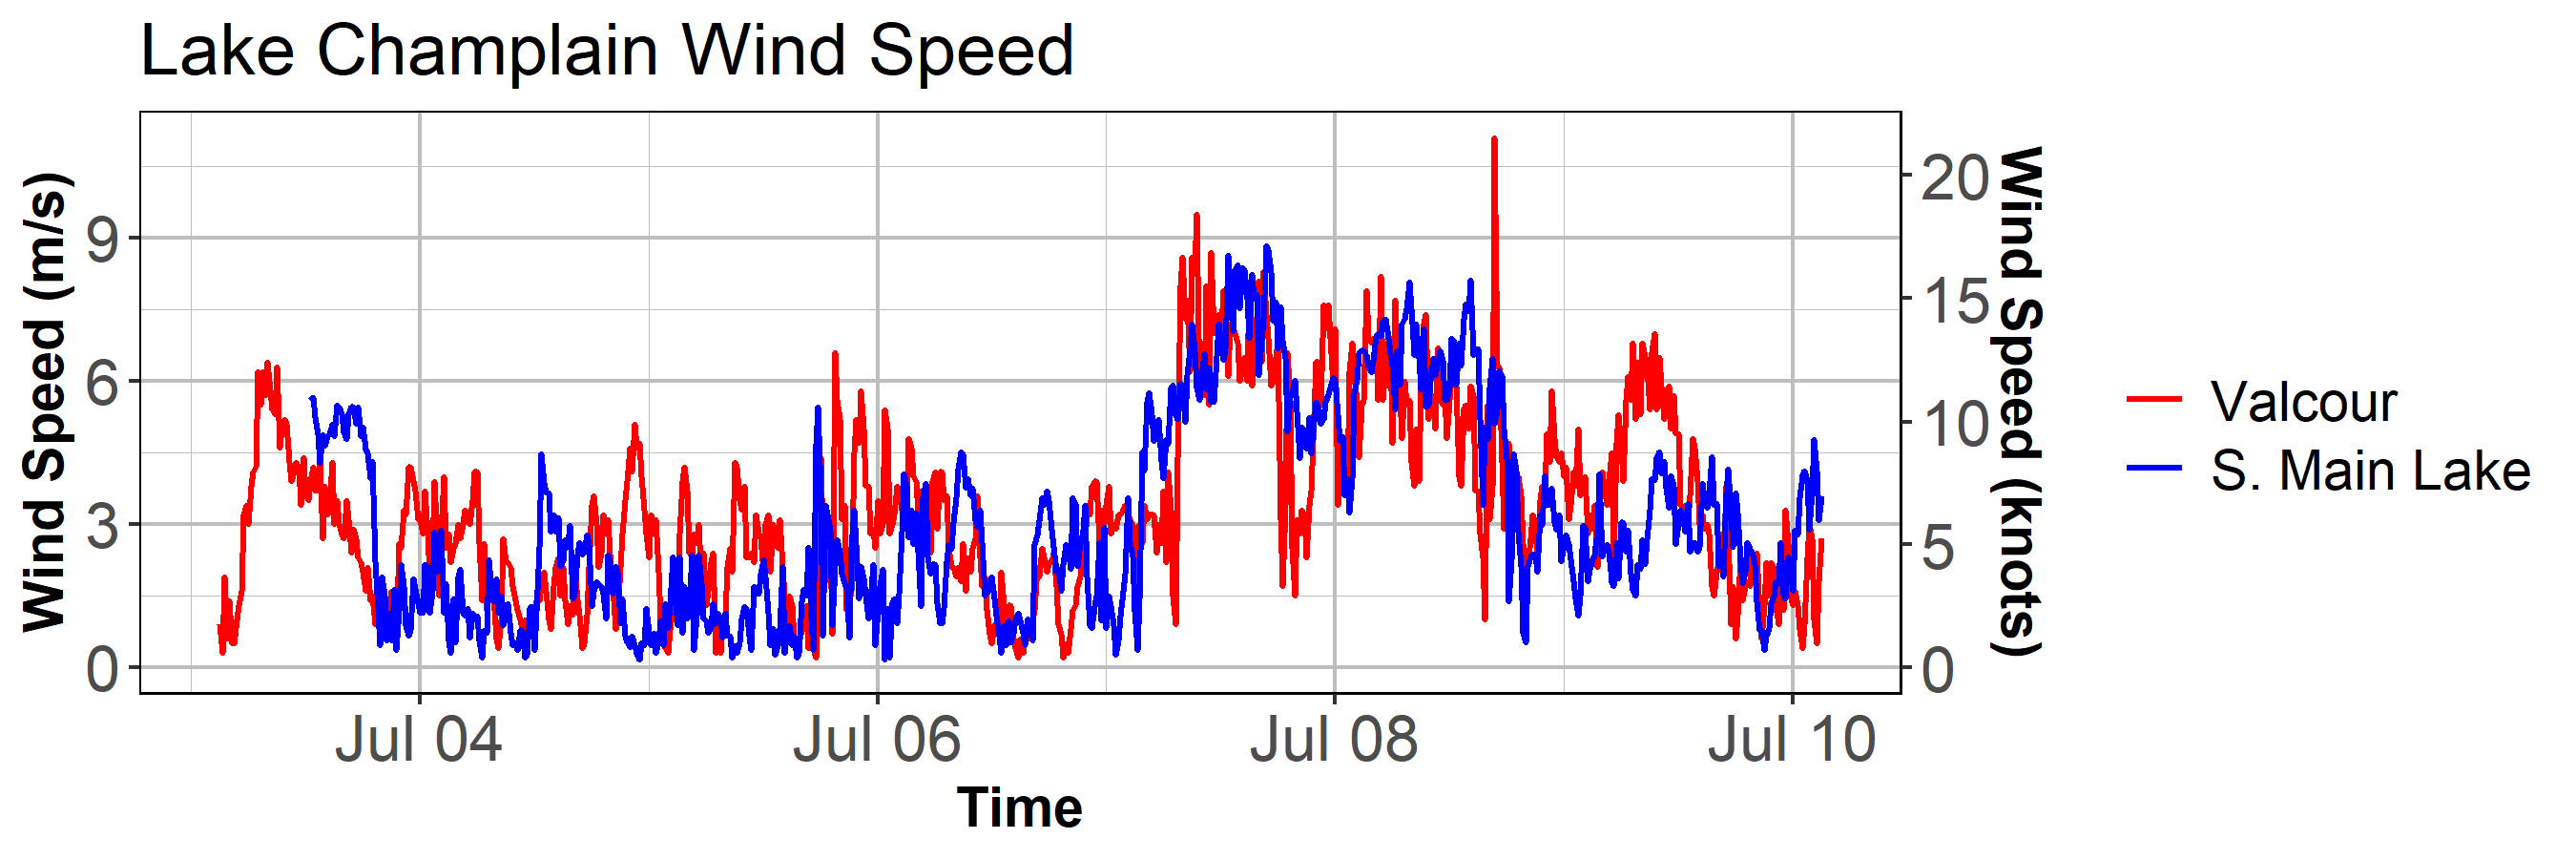 Lake Champlain Wind Speed
Wind Speed (m/s)
9
6
3
0
20
15
10
5
0
Wind Speed (knots)
Jul 04
Jul 06
Jul 08
Jul 10
Time
Valcour
S. Main Lake